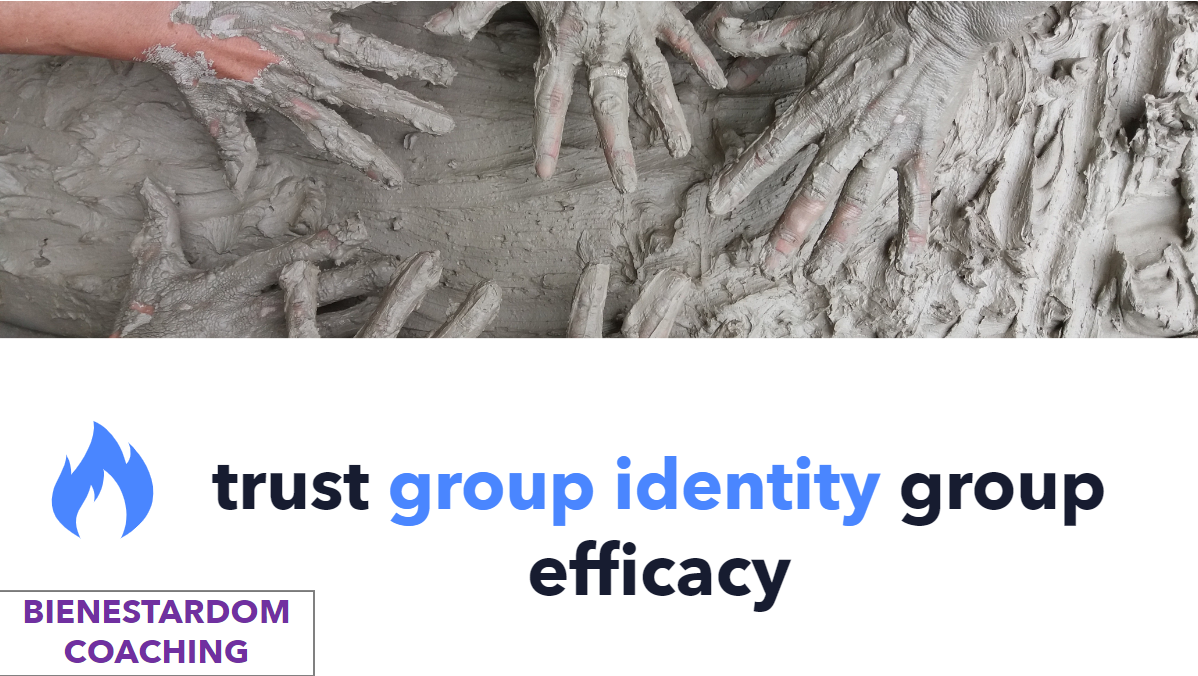 trust group identity group
efficacy
BIENESTARDOM
COACHING